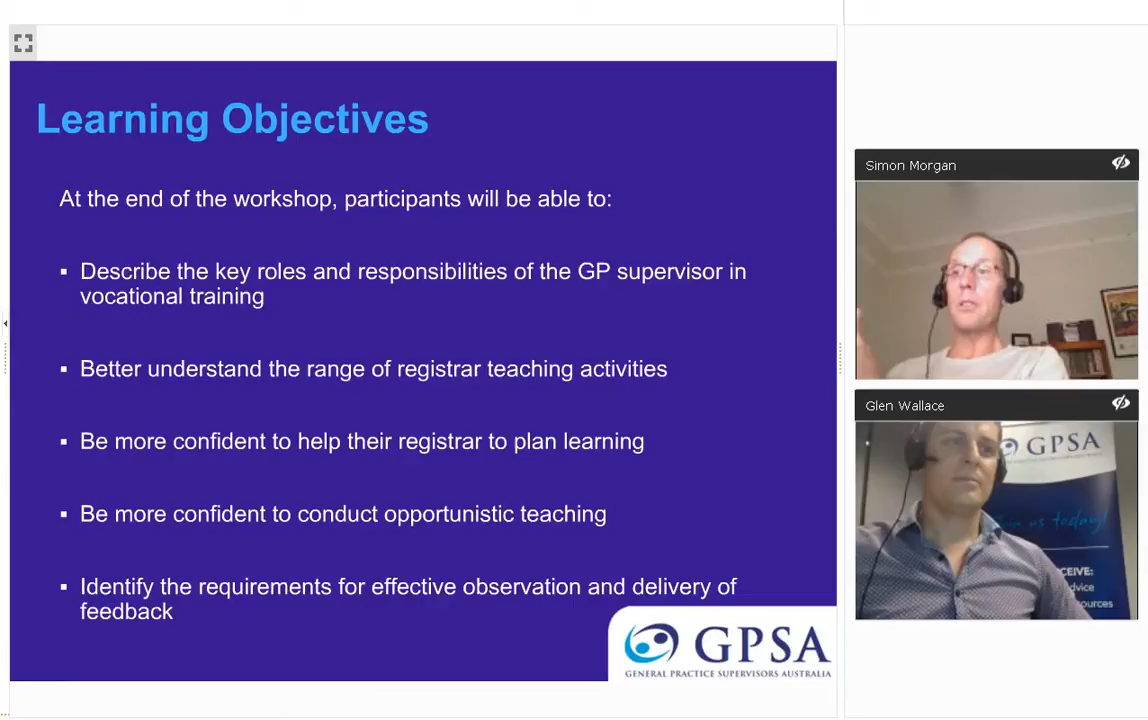 Learning Objectives
At the end of the workshop, participants will be able to:
▪ Describe the key roles and responsibilities of the GP supervisor in
vocational training
▪ Better understand the range of registrar teaching activities
▪ Be more confident to help their registrar to plan learning
▪ Be more confident to conduct opportunistic teaching
▪ Identify the requirements for effective observation and delivery of
feedback
GPSA
GENERAL PRACTICE SUPERVISORS AUSTRALIA
Simon Morgan
Glen Wallace
GPSA
us today!